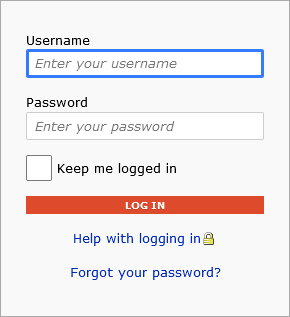 Username
Enter your username
Password
Enter your password
Keep me logged in
LOG IN
Help with logging in
Forgot your password?